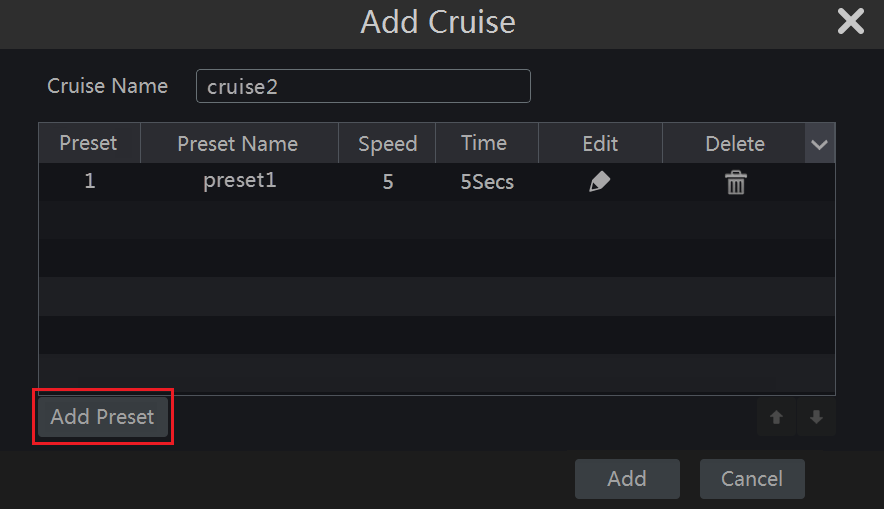 Add Cruise
Cruise Name cruise2
Preset Preset Name Speed Time Edit Delete
1 preset1 5 5Secs
Add Preset
Add Cancel